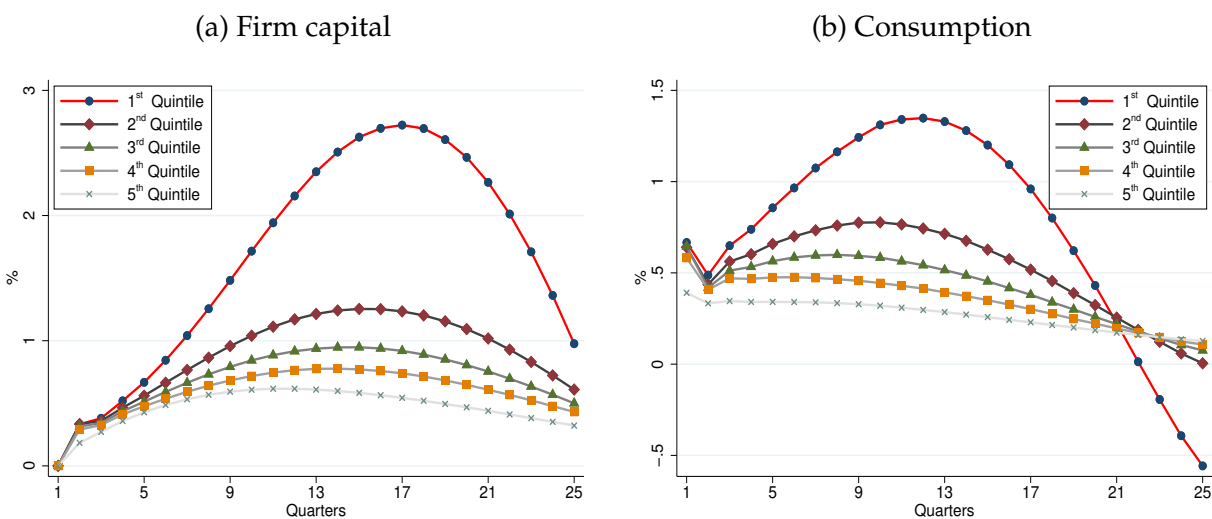 (a) Firm capital
3
2
1
0
%
1st Quintile
2nd Quintile
3rd Quintile
4th Quintile
5th Quintile
1 5 9 13 17 21 25
Quarters
(b) Consumption
1.5
1
.5
0
-.5
%
1st Quintile
2nd Quintile
3rd Quintile
4th Quintile
5th Quintile
1 5 9 13 17 21 25
Quarters